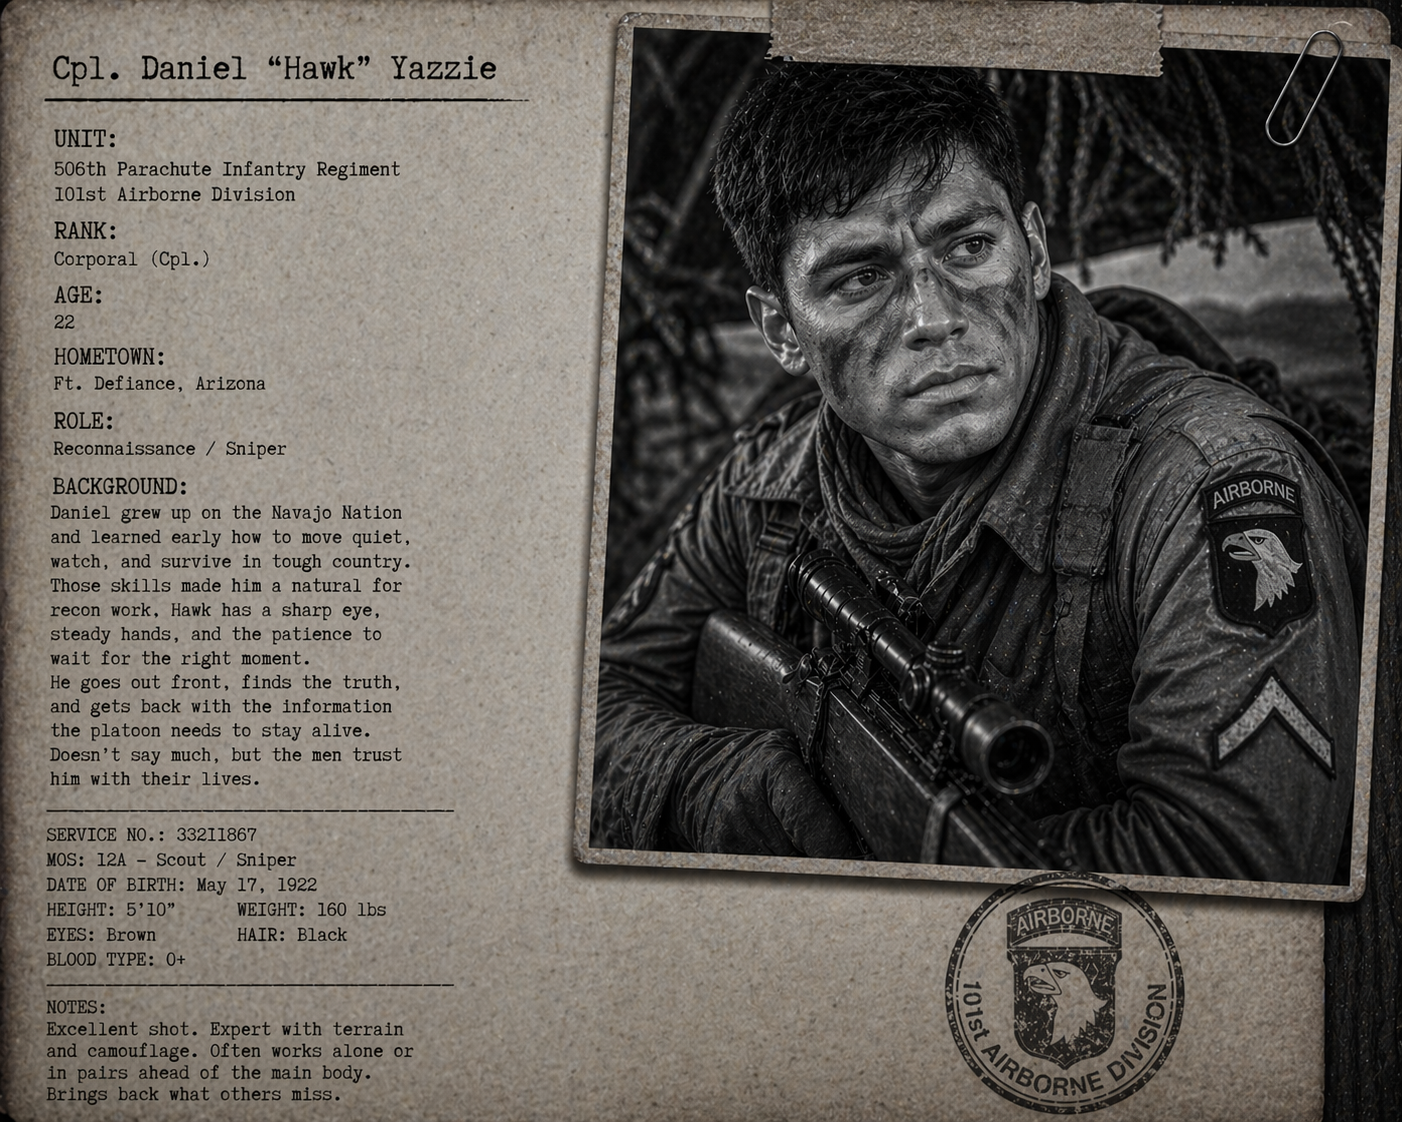 Cpl. Daniel “Hawk” Yazzie
UNIT:
506th Parachute Infantry Regiment
101st Airborne Division
RANK:
Corporal (Cpl.)
AGE:
22
HOMETOWN:
Ft. Defiance, Arizona
ROLE:
Reconnaissance / Sniper
BACKGROUND:
Daniel grew up on the Navajo Nation
and learned early how to move quiet,
watch, and survive in tough country.
Those skills made him a natural for
recon work, Hawk has a sharp eye,
steady hands, and the patience to
wait for the right moment.
He goes out front, finds the truth,
and gets back with the information
the platoon needs to stay alive.
Doesn’t say much, but the men trust
him with their lives.
SERVICE NO.: 332II867
MOS: 12A – Scout / Sniper
DATE OF BIRTH: May 17, 1922
HEIGHT: 5’10” WEIGHT: 160 lbs
EYES: Brown HAIR: Black
BLOOD TYPE: O+
NOTES:
Excellent shot. Expert with terrain
and camouflage. Often works alone or
in pairs ahead of the main body.
Brings back what others miss.
AIRBORNE
AIRBORNE
101st AIRBORNE DIVISION